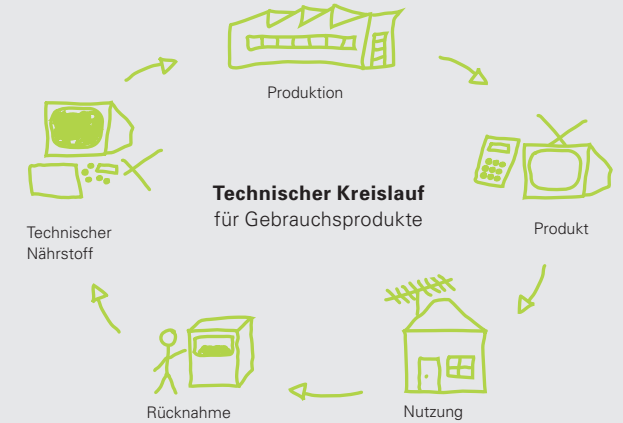 Produktion
Technischer Kreislauf
für Gebrauchsprodukte
Produkt
Technischer
Nährstoff
Rücknahme
Nutzung